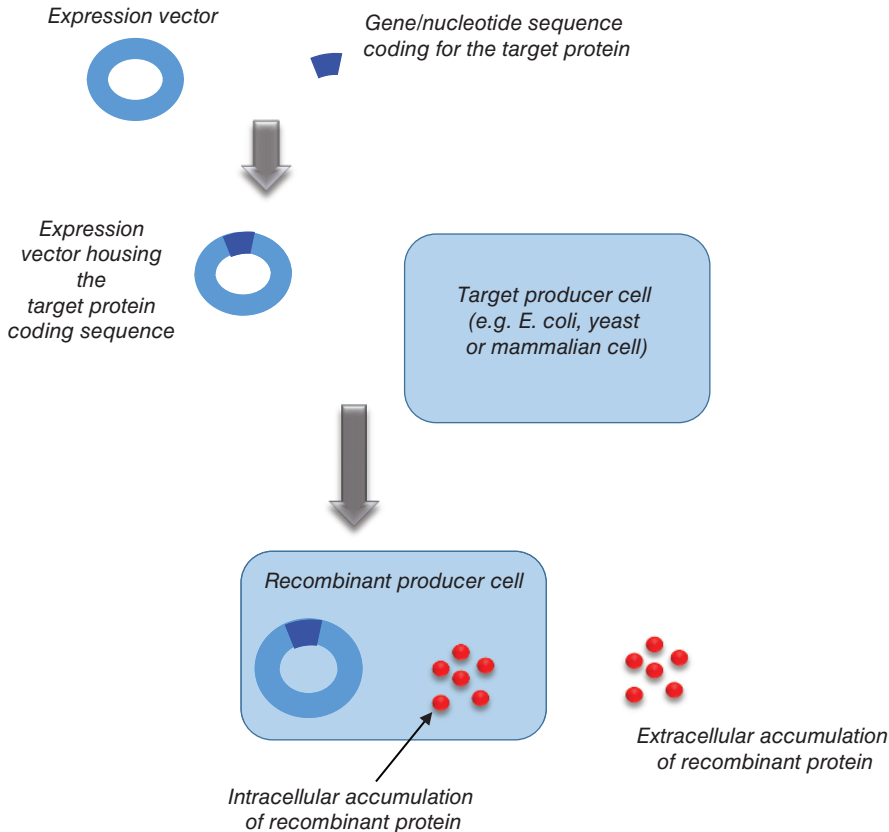 Expression vector
Gene/nucleotide sequence
coding for the target protein
Expression
vector housing
the
target protein
coding sequence
Target producer cell
(e.g. E. coli, yeast
or mammalian cell)
Recombinant producer cell
Extracellular accumulation
of recombinant protein
Intracellular accumulation
of recombinant protein